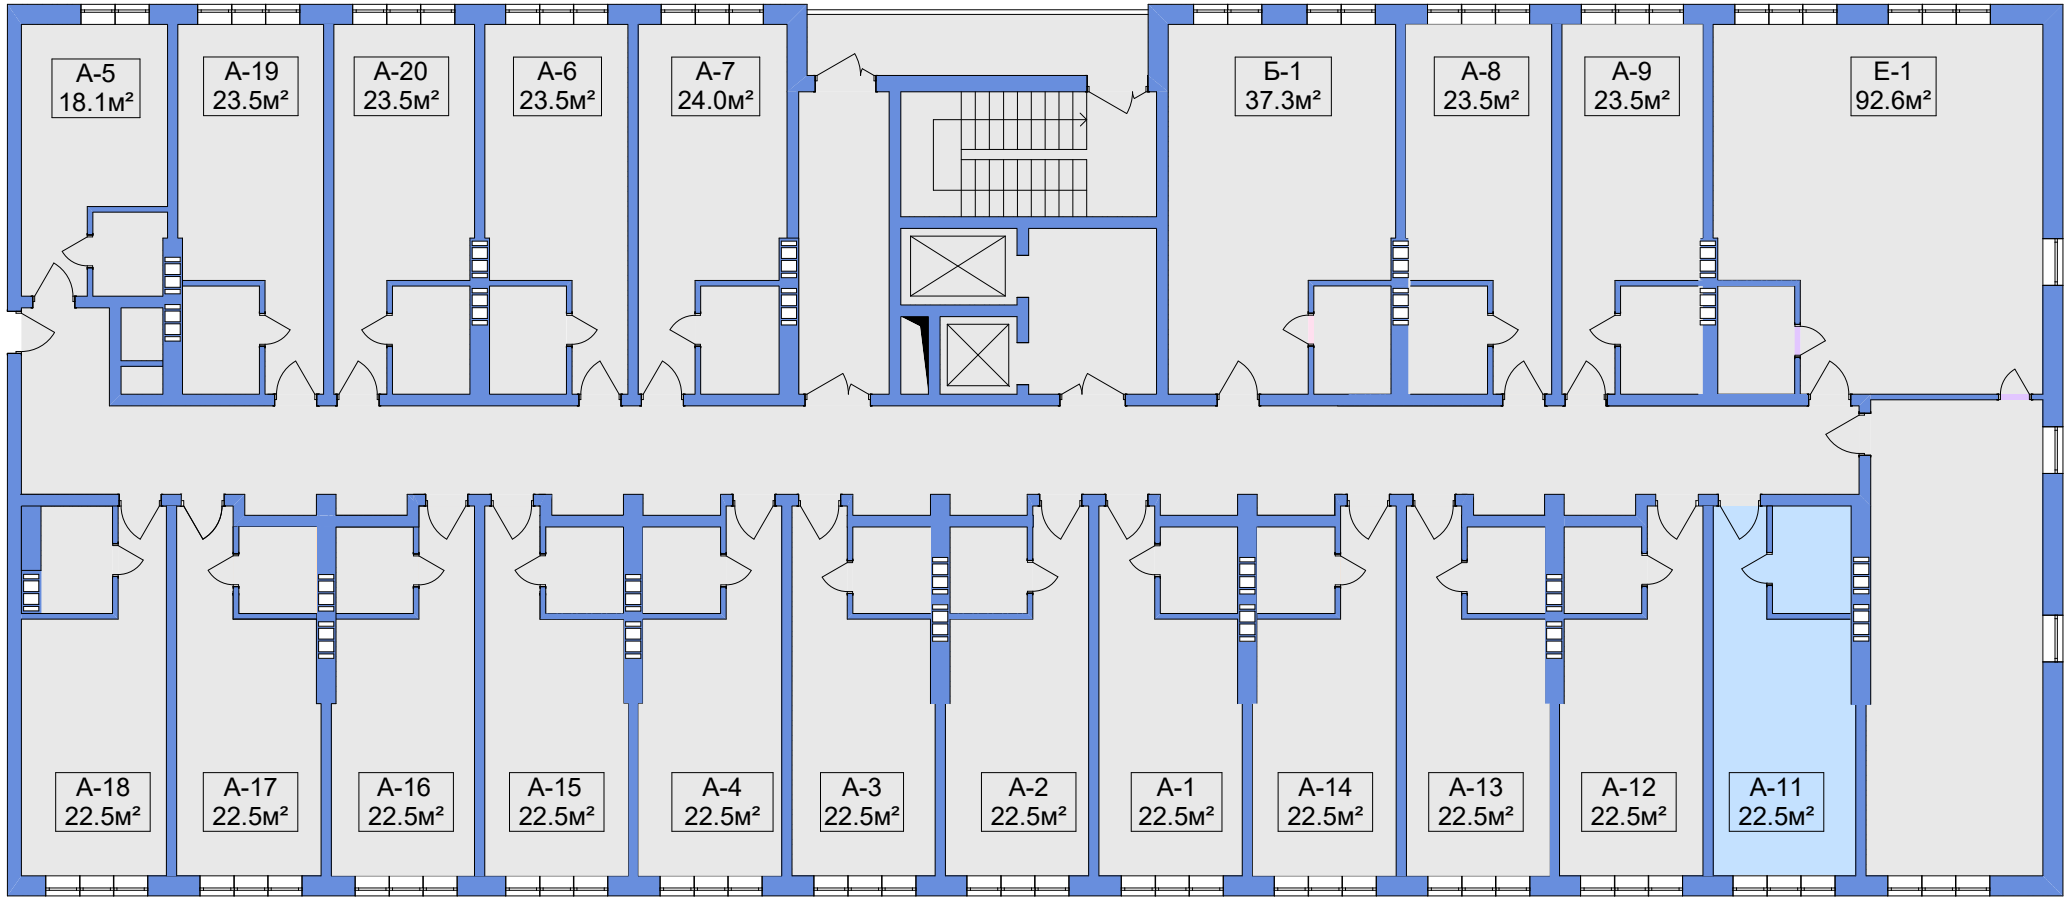 А-5
18.1м²
А-19
23.5м²
А-20
23.5м²
А-6
23.5м²
А-7
24.0м²
Б-1
37.3м²
А-8
23.5м²
А-9
23.5м²
Е-1
92.6м²
А-18
22.5м²
А-17
22.5м²
А-16
22.5м²
А-15
22.5м²
А-4
22.5м²
А-3
22.5м²
А-2
22.5м²
А-1
22.5м²
А-14
22.5м²
А-13
22.5м²
А-12
22.5м²
А-11
22.5м²